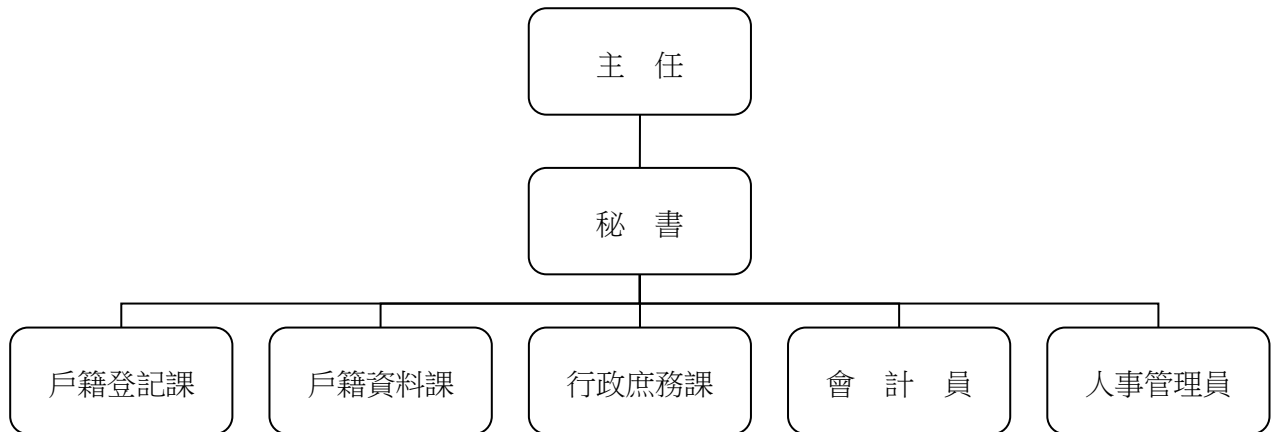 主　任
秘　書
戶籍登記課
戶籍資料課
行政庶務課
會　計　員
人事管理員